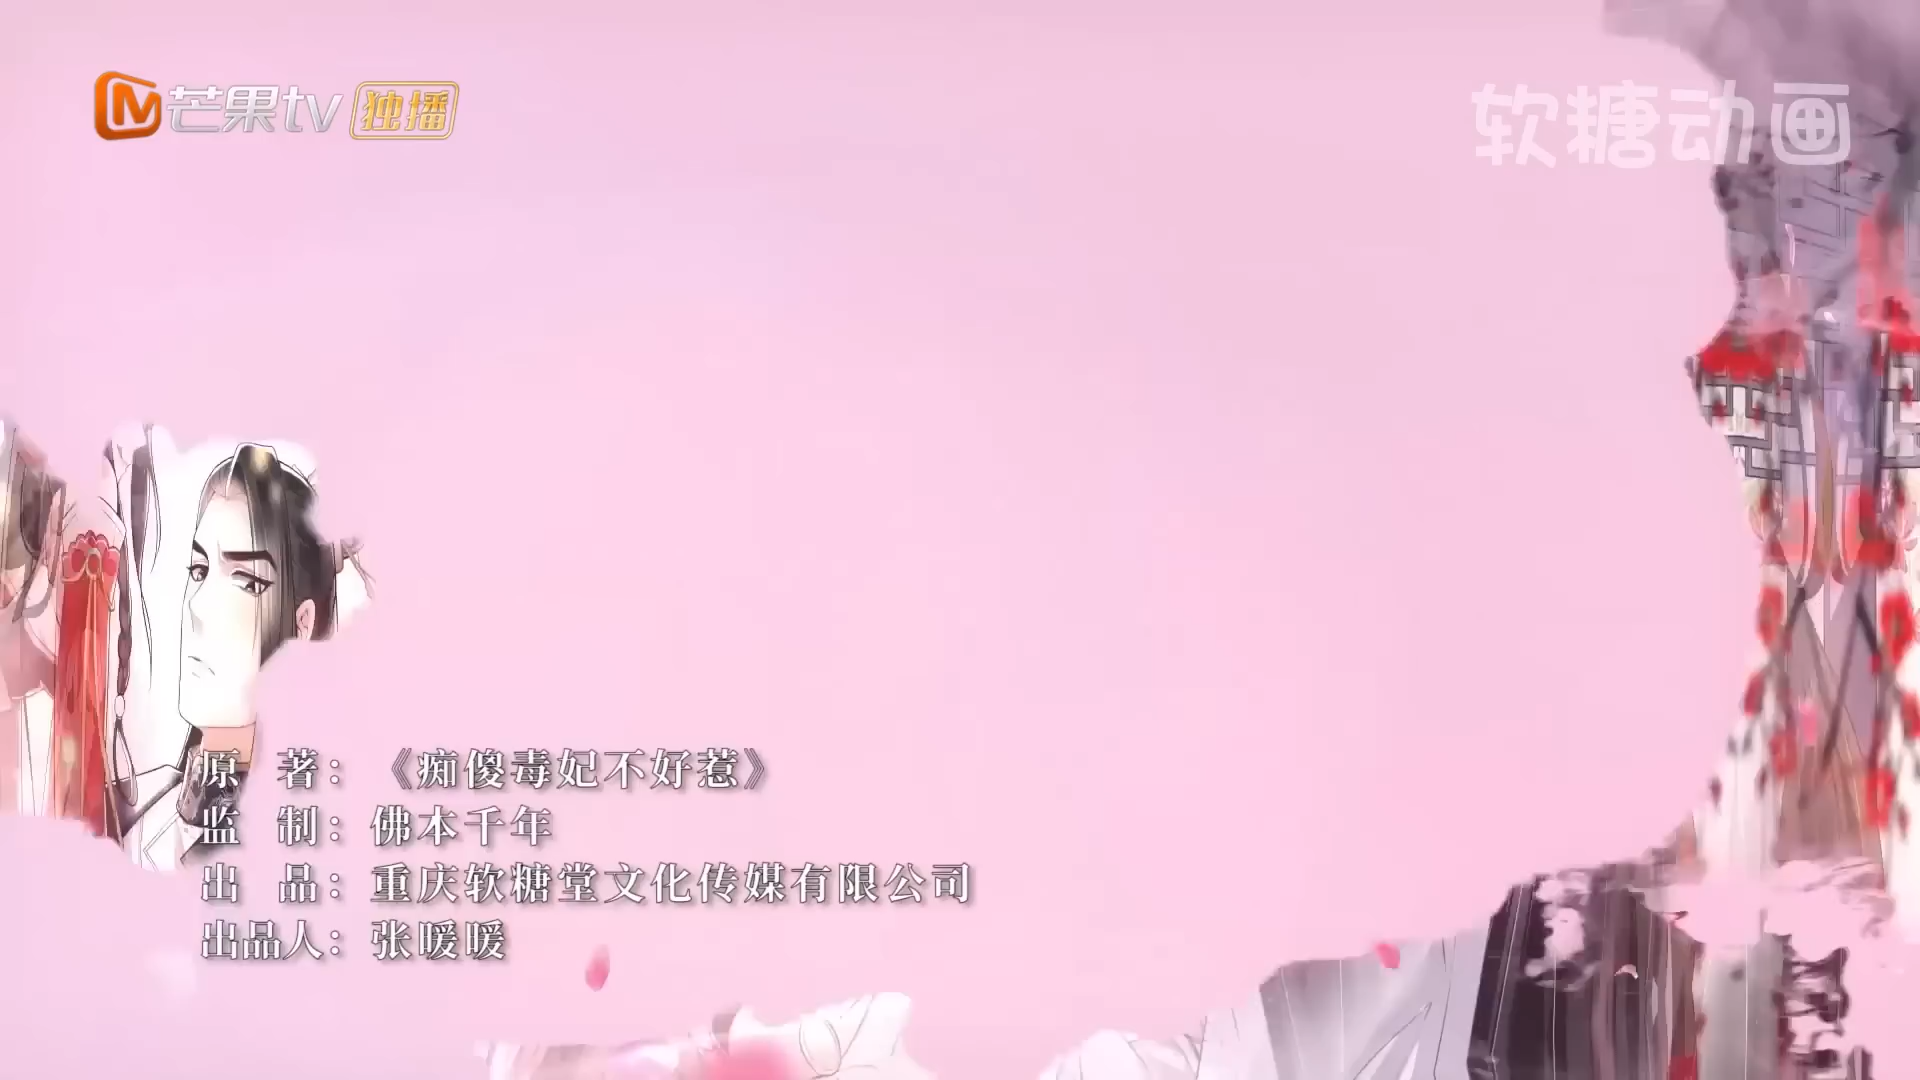 芒果tv 独播
软糖动画
原 著：《痴傻毒妃不好惹》
监 制：佛本千年
出 品：重庆软糖堂文化传媒有限公司
出品人：张暖暖